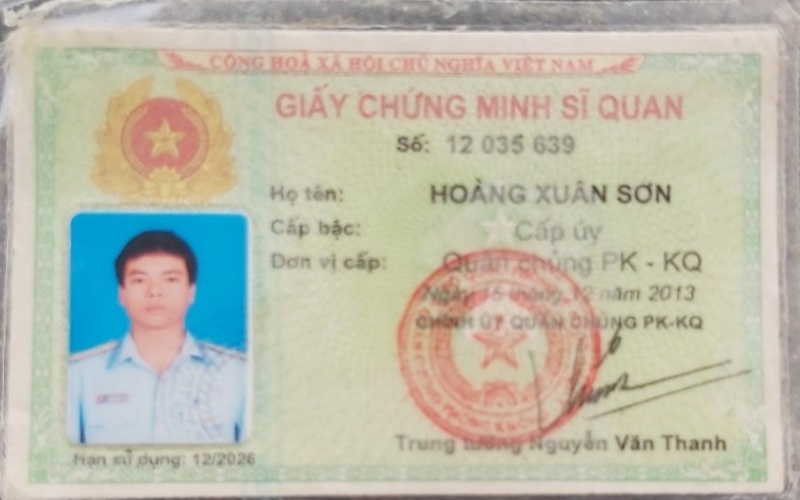 CỘNG HOÀ XÃ HỘI CHỦ NGHĨA VIỆT NAM
GIẤY CHỨNG MINH SĨ QUAN
Số: 12 035 639
Họ tên: HOÀNG XUÂN SƠN
Cấp bậc: Cấp úy
Đơn vị cấp: Quân chủng PK - KQ
Ngày 16 tháng 12 năm 2013
CHÍNH ỦY QUÂN CHỦNG PK-KQ
Trung tướng Nguyễn Văn Thanh
Hạn sử dụng: 12/2026